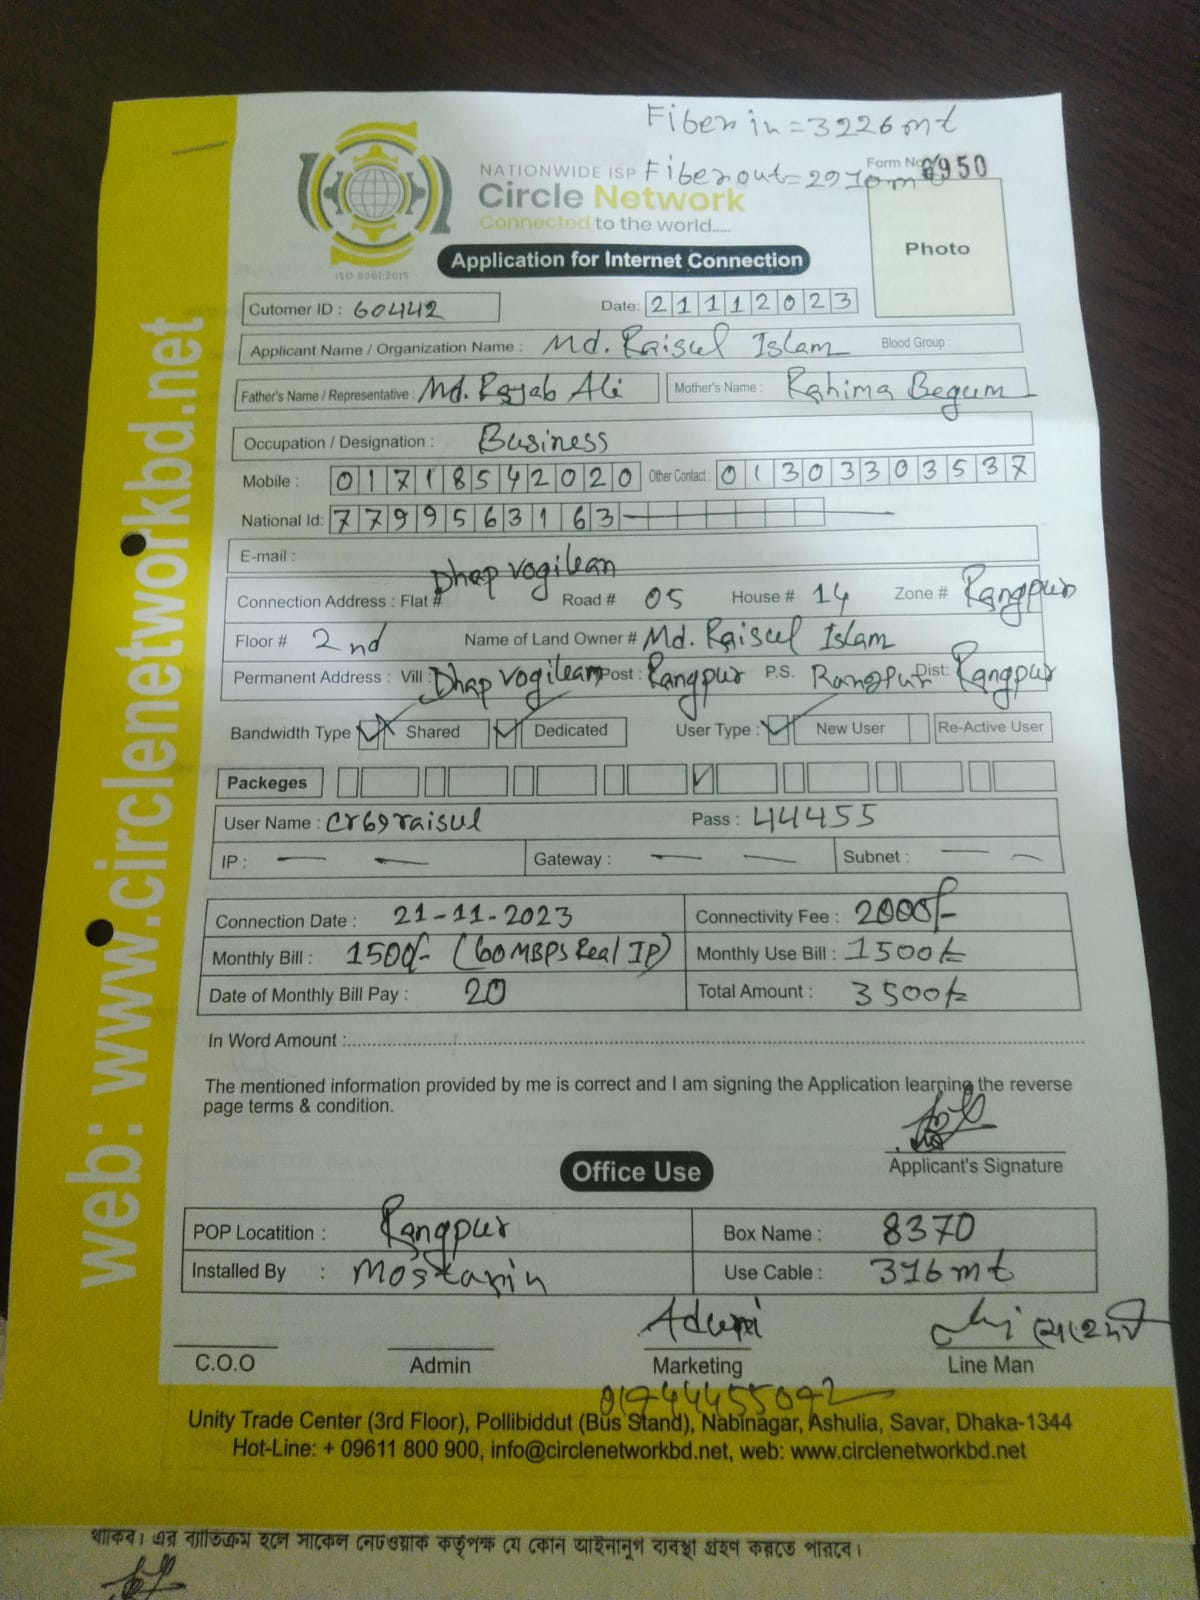 Fiber in = 3226 mt
NATIONWIDE ISP Fiber out = 2910 m
Form No 6950
Circle Network
Connected to the world.....
ISO 9001:2015
Photo
Application for Internet Connection
Cutomer ID : 60442 Date: 21112023
Applicant Name / Organization Name : Md. Raisul Islam Blood Group :
Father's Name / Representative : Md. Rajab Ali Mother's Name : Rahima Begum
Occupation / Designation : Business
Mobile : 01718542020 Other Contact : 01303303537
National Id: 7799563163
E-mail :
Connection Address : Flat # Dhap vogilean Road # 05 House # 14 Zone # Rangpur
Floor # 2nd Name of Land Owner # Md. Raisul Islam
Permanent Address : Vill : Dhap vogilean Post : Rangpur P.S. Rangpur Dist: Rangpur
Bandwidth Type Shared Dedicated User Type : New User Re-Active User
Packeges
User Name : cr69raisul Pass : 44455
IP : — — Gateway : — — Subnet : — —
Connection Date : 21-11-2023 Connectivity Fee : 2000/-
Monthly Bill : 1500/- (60 MBPS Real IP) Monthly Use Bill : 1500/-
Date of Monthly Bill Pay : 20 Total Amount : 3500/-
In Word Amount :
The mentioned information provided by me is correct and I am signing the Application learning the reverse
page terms & condition.
Applicant's Signature
Office Use
POP Locatition : Rangpur Box Name : 8370
Installed By : Mostakin Use Cable : 316 mt
C.O.O Admin Marketing Line Man
01744455092
Unity Trade Center (3rd Floor), Pollibiddut (Bus Stand), Nabinagar, Ashulia, Savar, Dhaka-1344
Hot-Line: + 09611 800 900, info@circlenetworkbd.net, web: www.circlenetworkbd.net
web: www.circlenetworkbd.net
থাকিব। এর ব্যতিক্রম হলে সার্কেল নেটওয়ার্ক কর্তৃপক্ষ যে কোন আইনানুগ ব্যবস্থা গ্রহণ করতে পারবে।